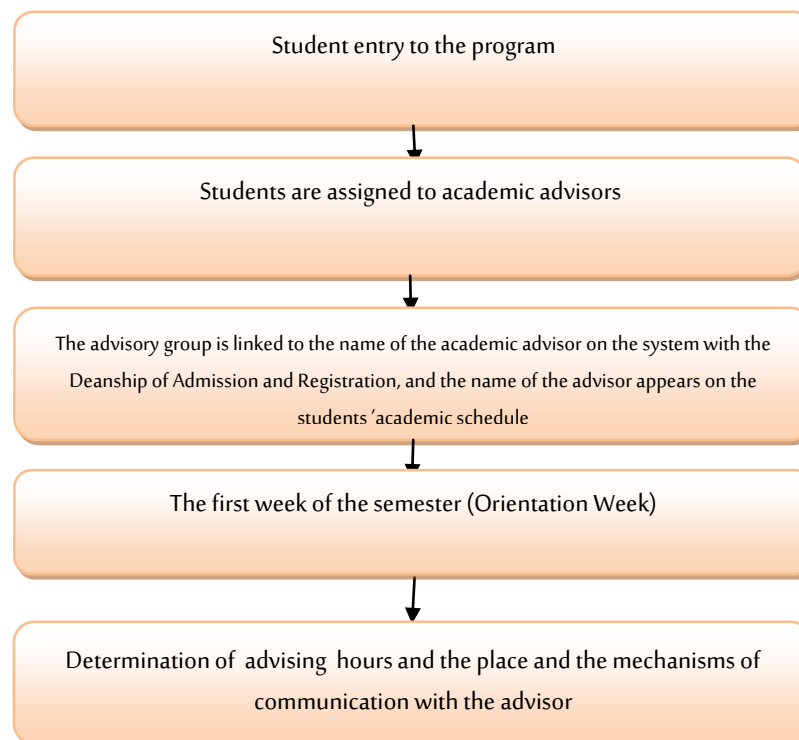 Student entry to the program
Students are assigned to academic advisors
The advisory group is linked to the name of the academic advisor on the system with the
Deanship of Admission and Registration, and the name of the advisor appears on the
students ’academic schedule
The first week of the semester (Orientation Week)
Determination of advising hours and the place and the mechanisms of
communication with the advisor